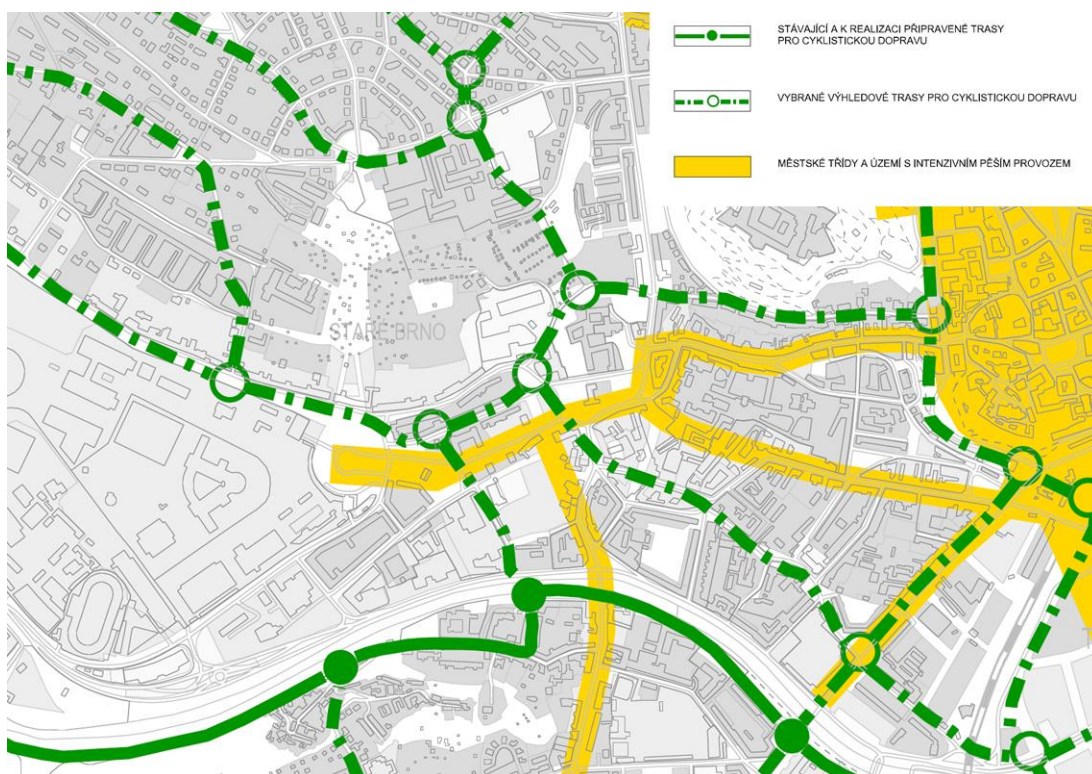 STÁVAJÍCÍ A K REALIZACI PŘIPRAVENÉ TRASY
PRO CYKLISTICKOU DOPRAVU
VYBRANÉ VÝHLEDOVÉ TRASY PRO CYKLISTICKOU DOPRAVU
MĚSTSKÉ TŘÍDY A ÚZEMÍ S INTENZIVNÍM PĚŠÍM PROVOZEM
STARÉ BRNO